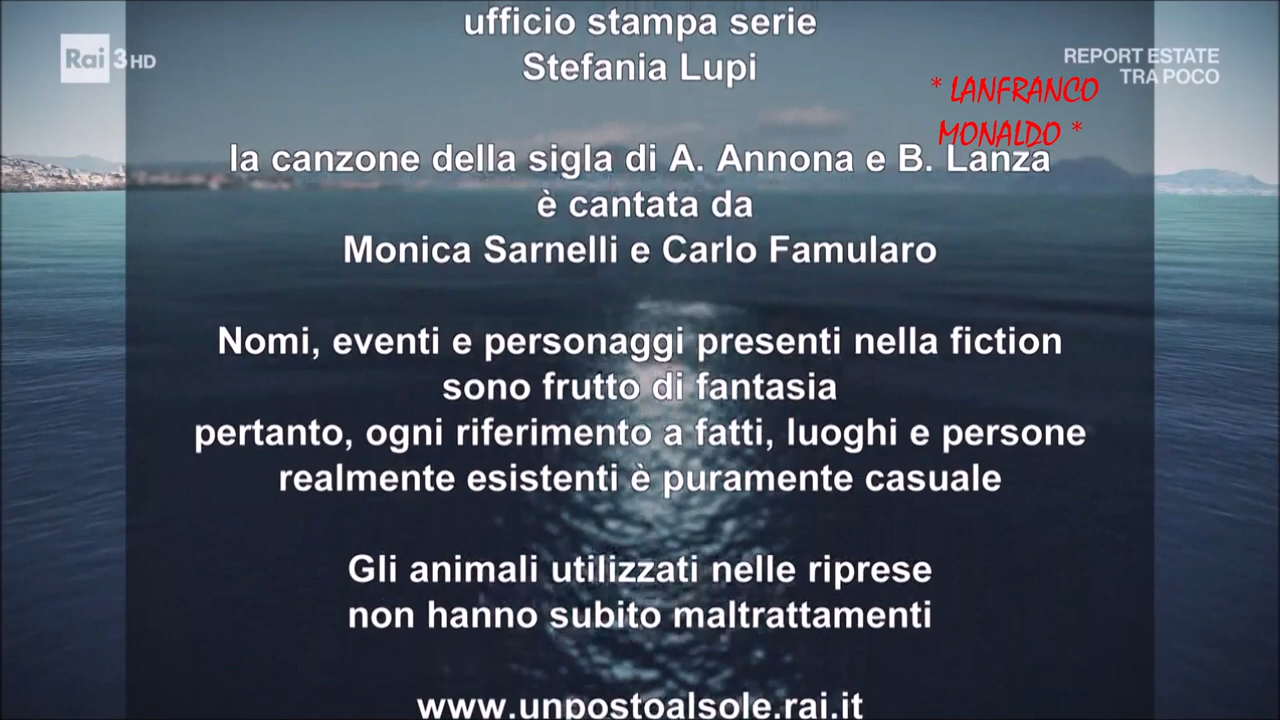 ufficio stampa serie
Stefania Lupi
Rai 3HD
REPORT ESTATE
TRA POCO
* LANFRANCO
MONALDO *
la canzone della sigla di A. Annona e B. Lanza
è cantata da
Monica Sarnelli e Carlo Famularo
Nomi, eventi e personaggi presenti nella fiction
sono frutto di fantasia
pertanto, ogni riferimento a fatti, luoghi e persone
realmente esistenti è puramente casuale
Gli animali utilizzati nelle riprese
non hanno subito maltrattamenti
www.unpostoalsole.rai.it